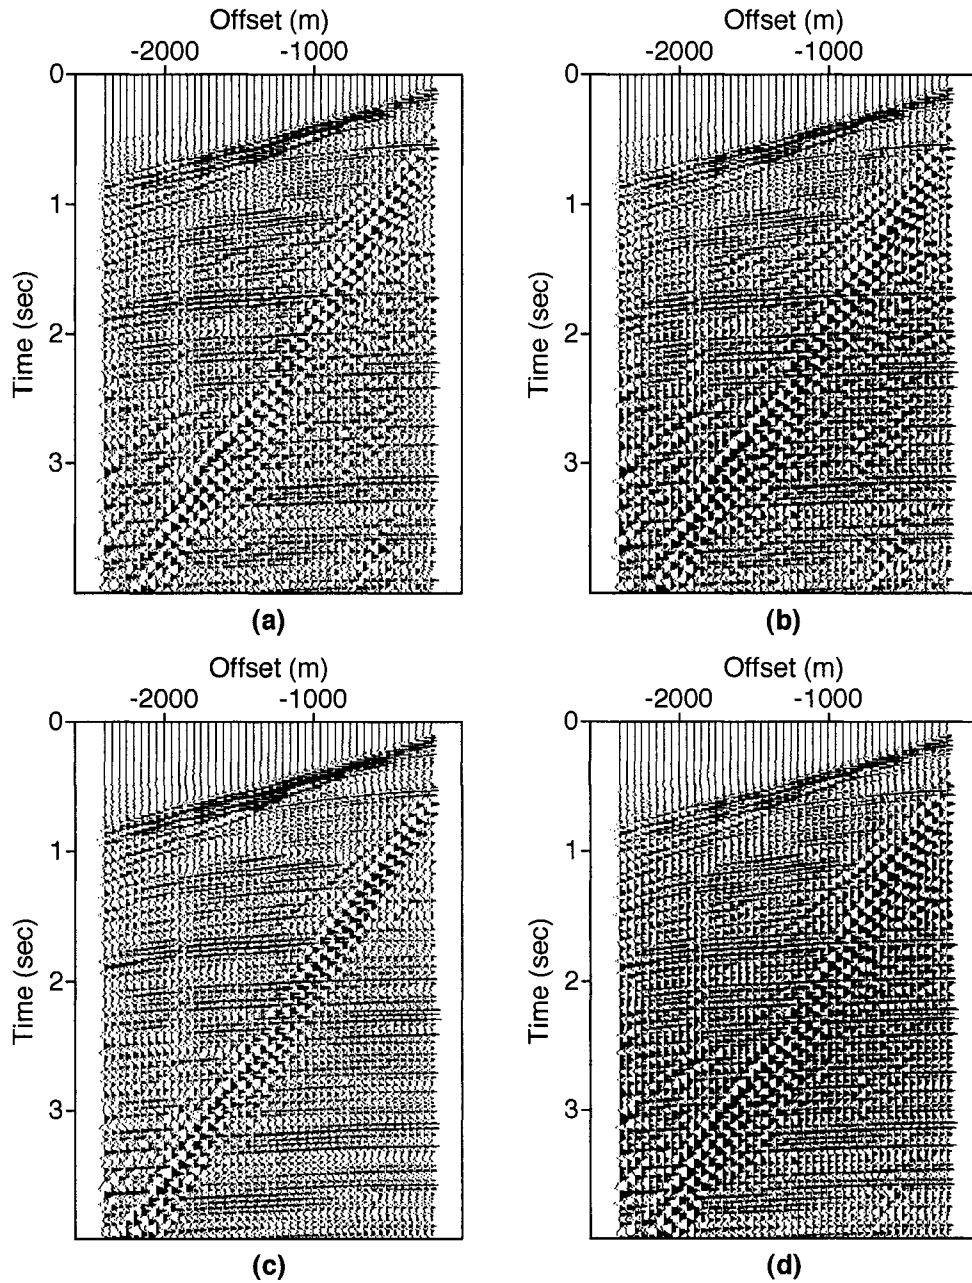 Offset (m) Offset (m)
-2000 -1000 -2000 -1000
0 0
1 1
Time (sec) Time (sec)
2 2
3 3
(a) (b)
Offset (m) Offset (m)
-2000 -1000 -2000 -1000
0 0
1 1
Time (sec) Time (sec)
2 2
3 3
(c) (d)